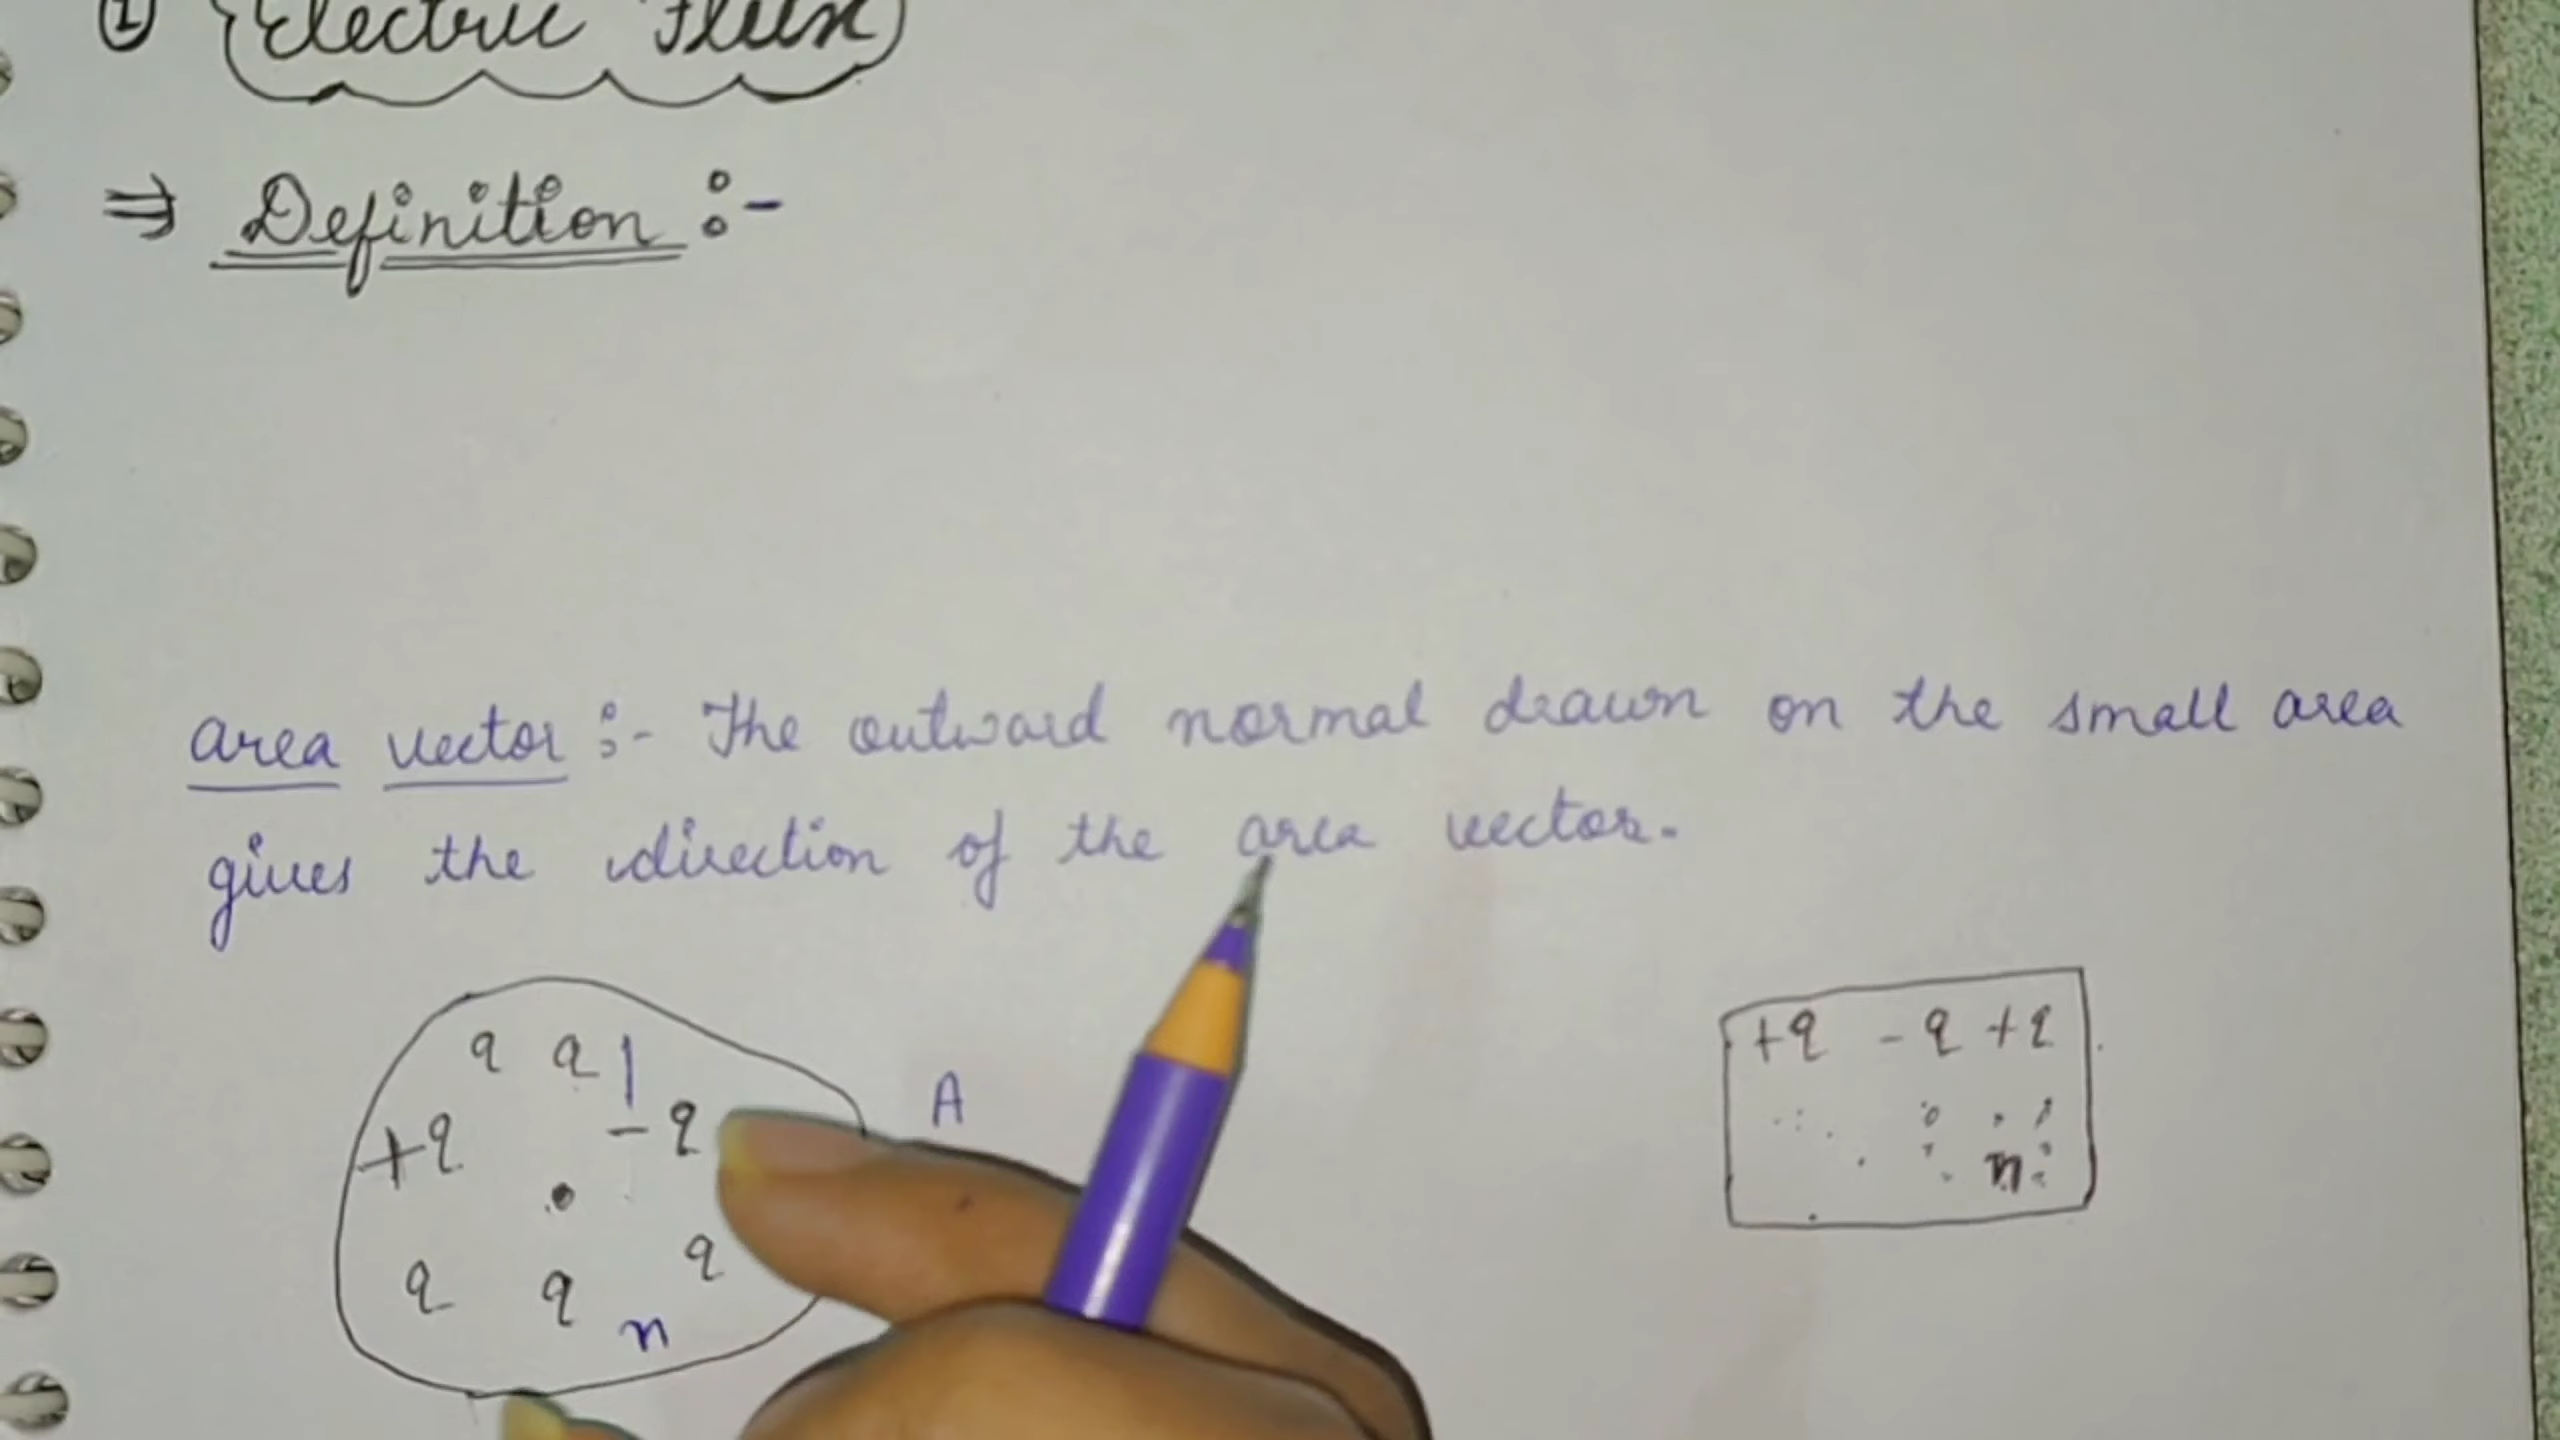 ① Electric Flux
⇒ Definition :-
area vector :- The outward normal drawn on the small area
gives the direction of the area vector.
q q
+q -q
q q q
n
A
+q -q +q
n